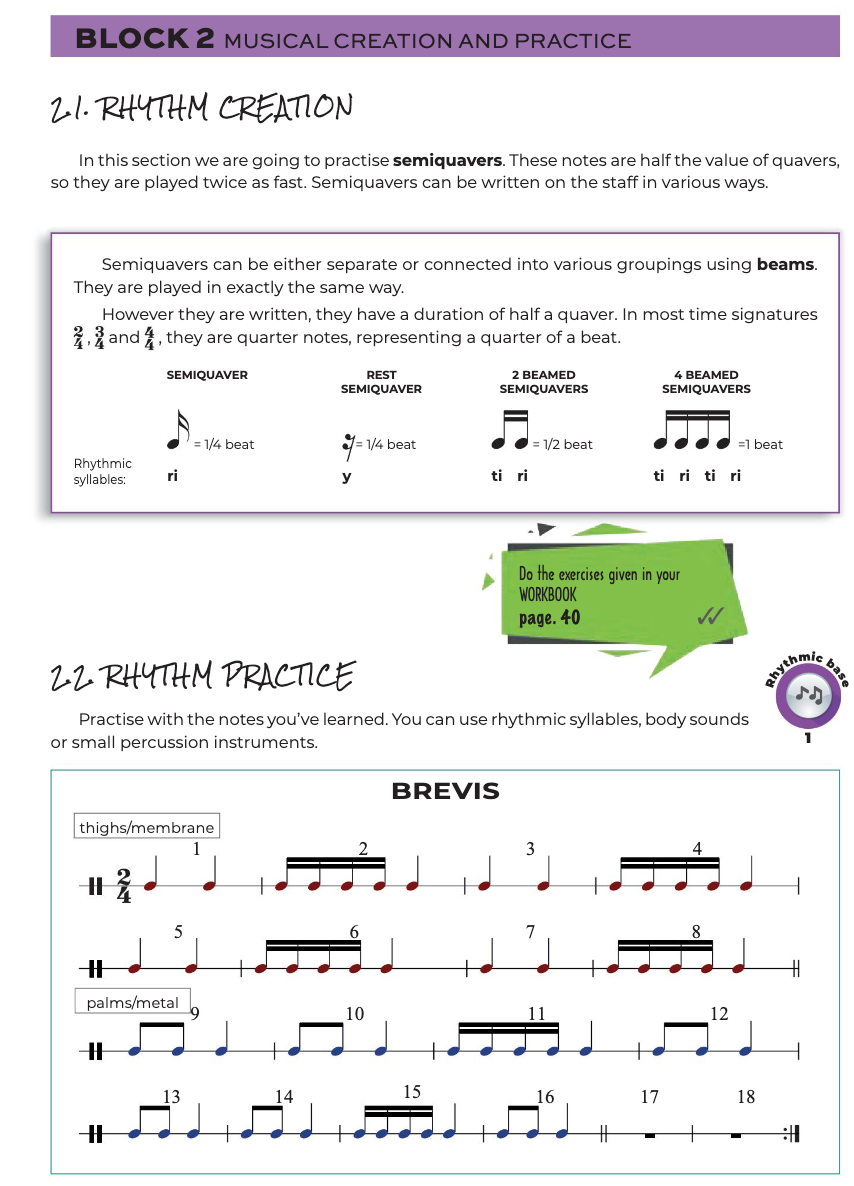 BLOCK 2 MUSICAL CREATION AND PRACTICE
2.1. RHYTHM CREATION
In this section we are going to practise semiquavers. These notes are half the value of quavers,
so they are played twice as fast. Semiquavers can be written on the staff in various ways.
Semiquavers can be either separate or connected into various groupings using beams.
They are played in exactly the same way.
However they are written, they have a duration of half a quaver. In most time signatures
2/4, 3/4 and 4/4, they are quarter notes, representing a quarter of a beat.
SEMIQUAVER
REST
SEMIQUAVER
2 BEAMED
SEMIQUAVERS
4 BEAMED
SEMIQUAVERS
= 1/4 beat
= 1/4 beat
= 1/2 beat
=1 beat
Rhythmic
syllables:
ri
y
ti ri
ti ri ti ri
Do the exercises given in your
WORKBOOK
page. 40
2.2. RHYTHM PRACTICE
Rhythmic base
1
Practise with the notes you've learned. You can use rhythmic syllables, body sounds
or small percussion instruments.
BREVIS
thighs/membrane
1 2 3 4
2
4
5 6 7 8
palms/metal
9 10 11 12
13 14 15 16 17 18